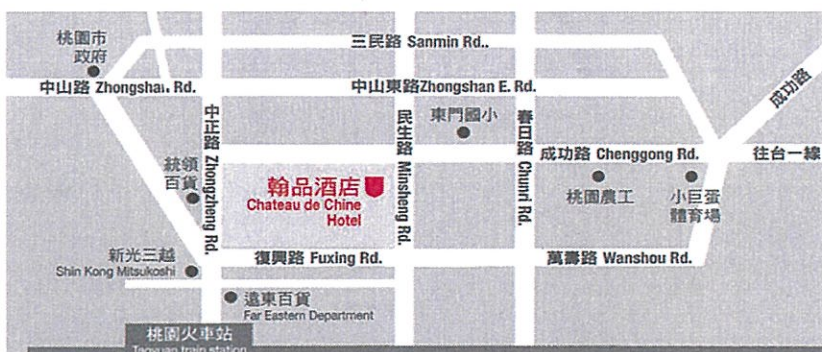 三民路 Sanmin Rd..
桃園市
政府
中山路 Zhongshan Rd.
中山東路Zhongshan E. Rd.
成功路
中正路 Zhongzheng Rd.
民生路 Minsheng Rd.
東門國小
春日路 Chunri Rd.
成功路 Chenggong Rd.
往台一線
統領
百貨
翰品酒店
Chateau de Chine
Hotel
桃園農工
小巨蛋
體育場
新光三越
Shin Kong Mitsukoshi
復興路 Fuxing Rd.
萬壽路 Wanshou Rd.
遠東百貨
Far Eastern Department
桃園火車站
Taoyuan train station